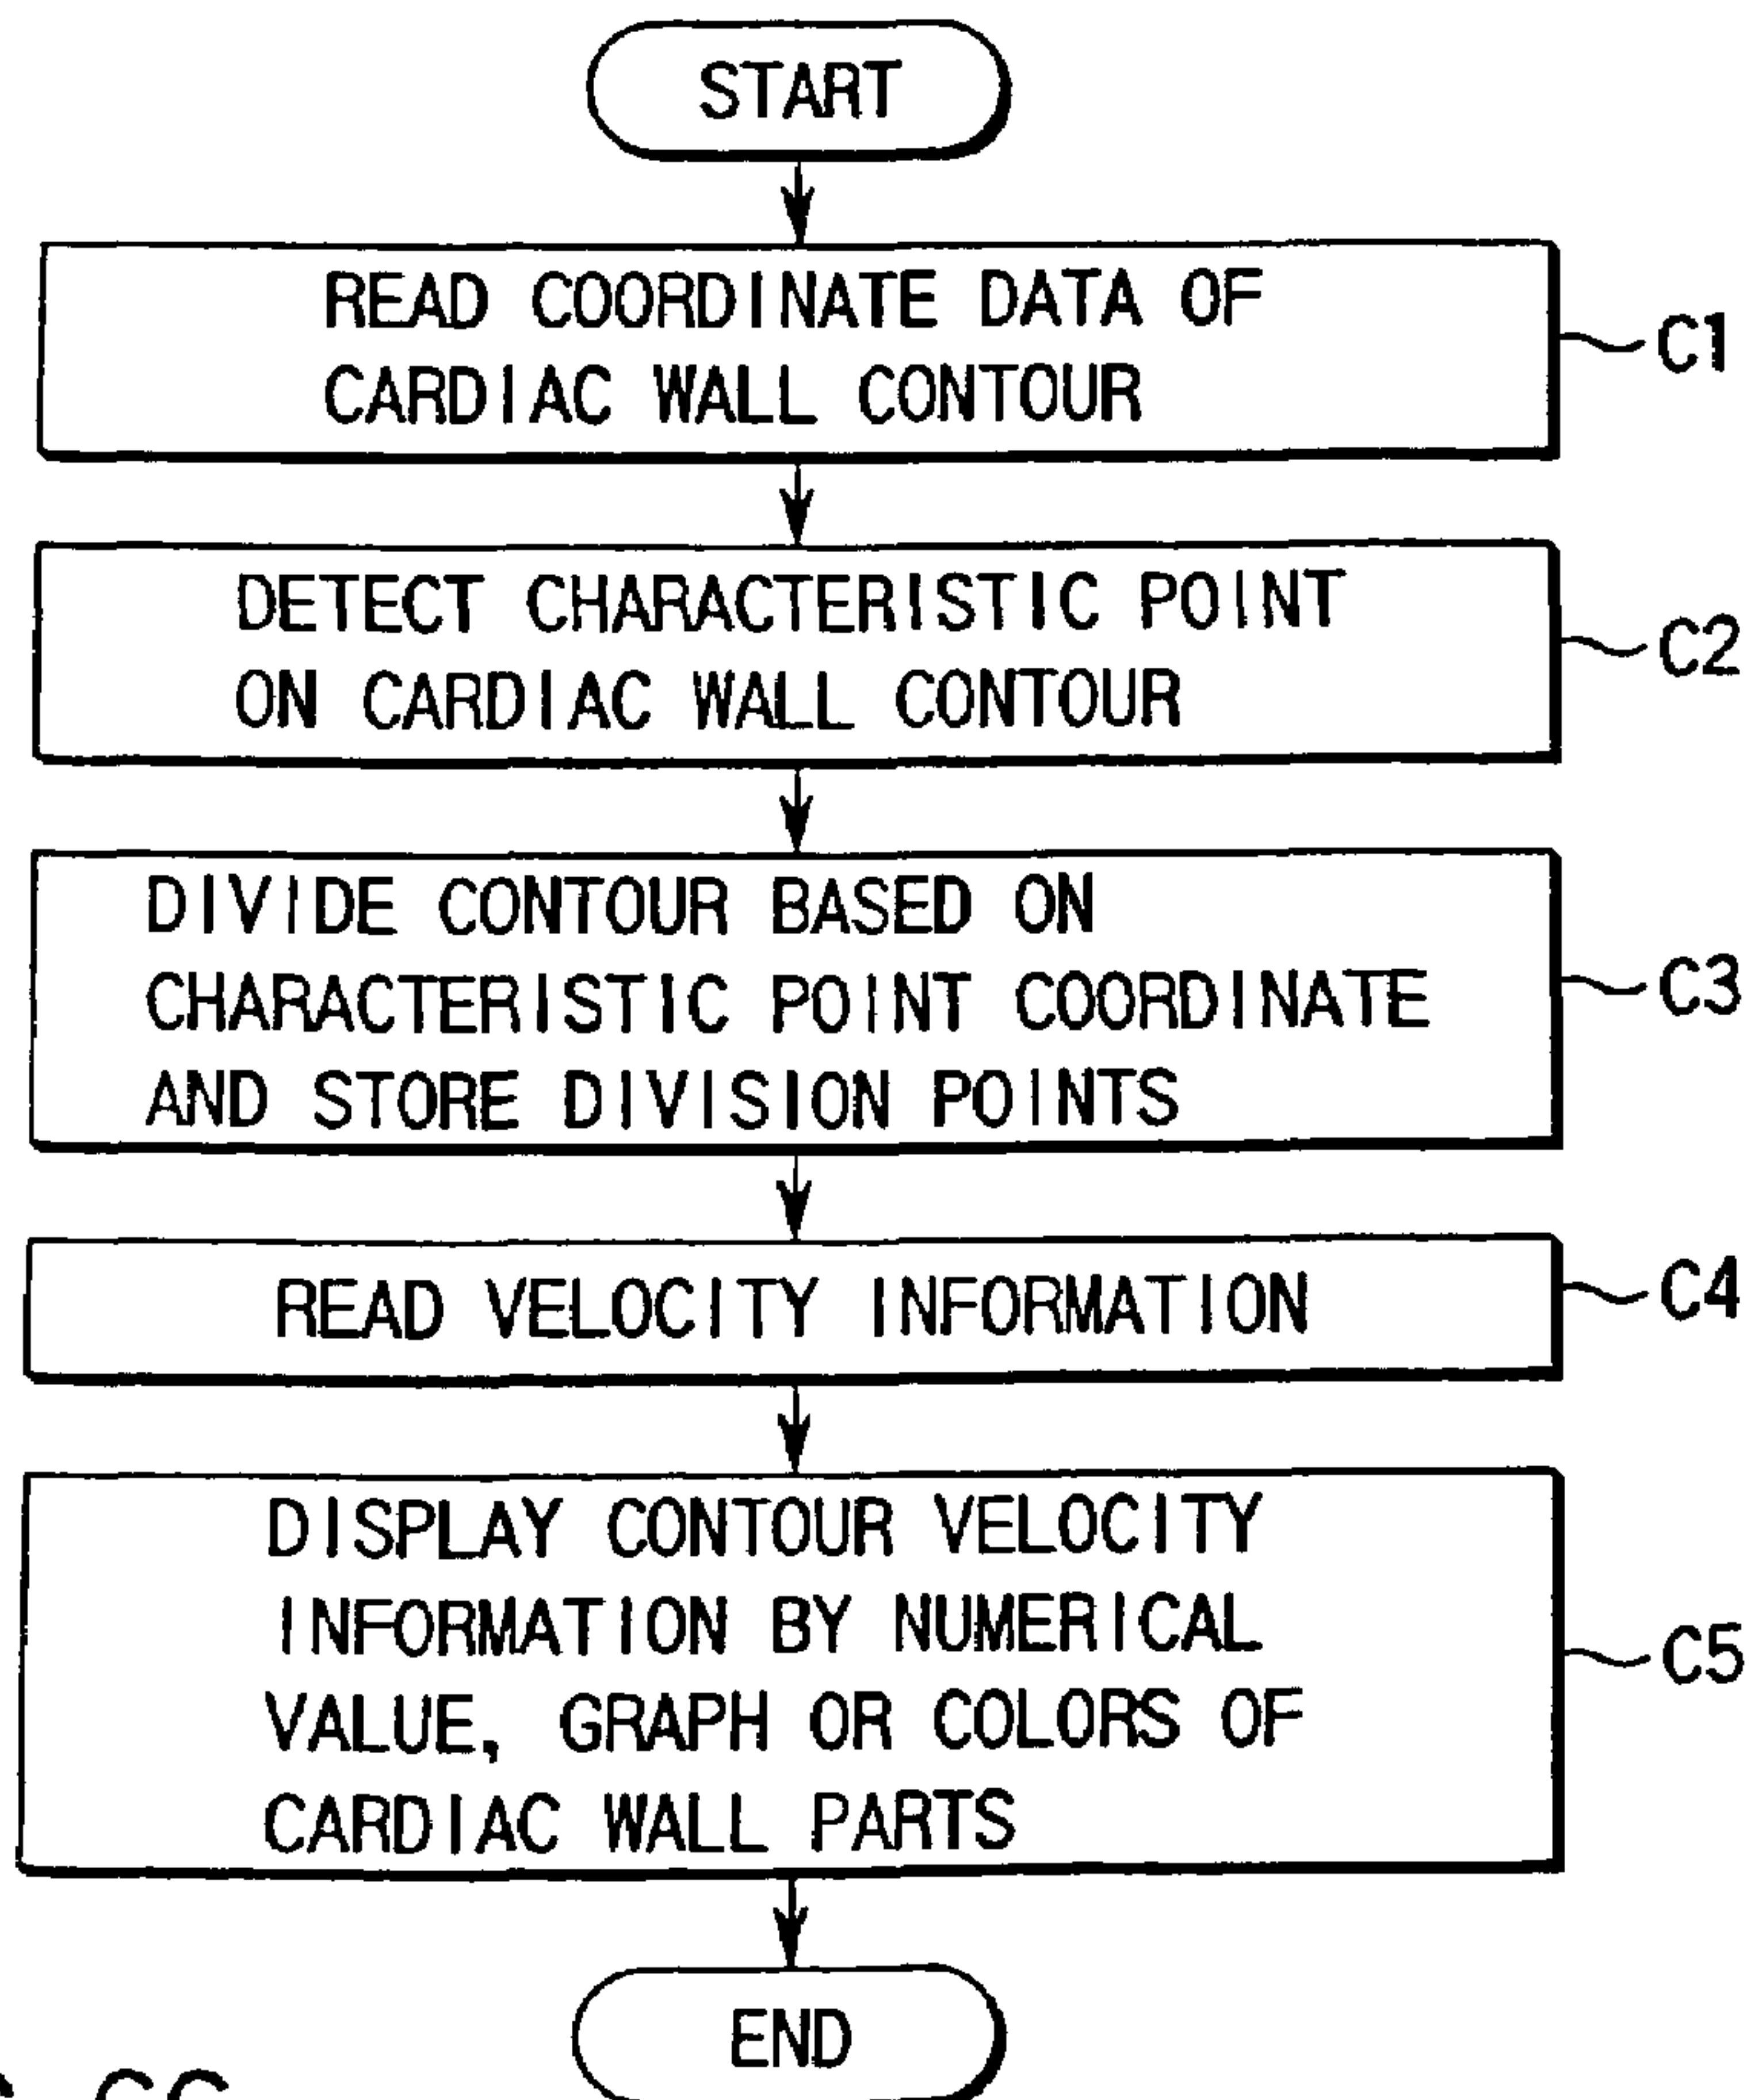 START
READ COORDINATE DATA OF
CARDIAC WALL CONTOUR
C1
DETECT CHARACTERISTIC POINT
ON CARDIAC WALL CONTOUR
C2
DIVIDE CONTOUR BASED ON
CHARACTERISTIC POINT COORDINATE
AND STORE DIVISION POINTS
C3
READ VELOCITY INFORMATION
C4
DISPLAY CONTOUR VELOCITY
INFORMATION BY NUMERICAL
VALUE, GRAPH OR COLORS OF
CARDIAC WALL PARTS
C5
END